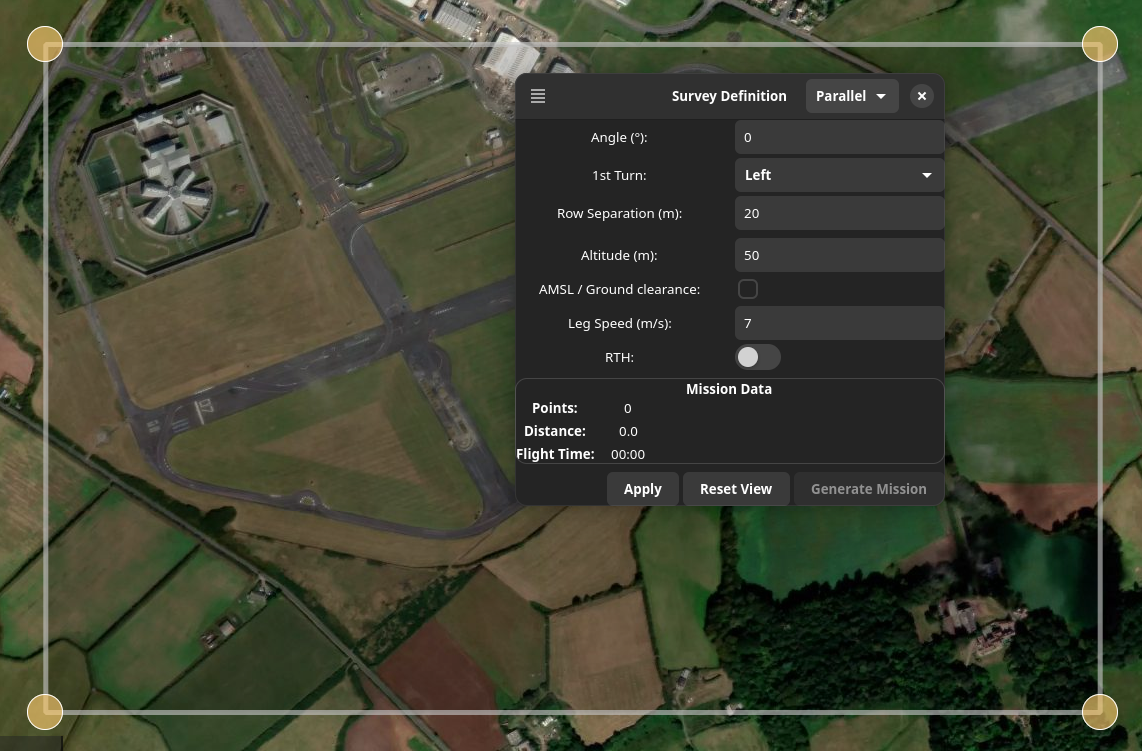 Survey Definition Parallel
Angle (°): 0
1st Turn: Left
Row Separation (m): 20
Altitude (m): 50
AMSL / Ground clearance:
Leg Speed (m/s): 7
RTH:
Mission Data
Points: 0
Distance: 0.0
Flight Time: 00:00
Apply Reset View Generate Mission